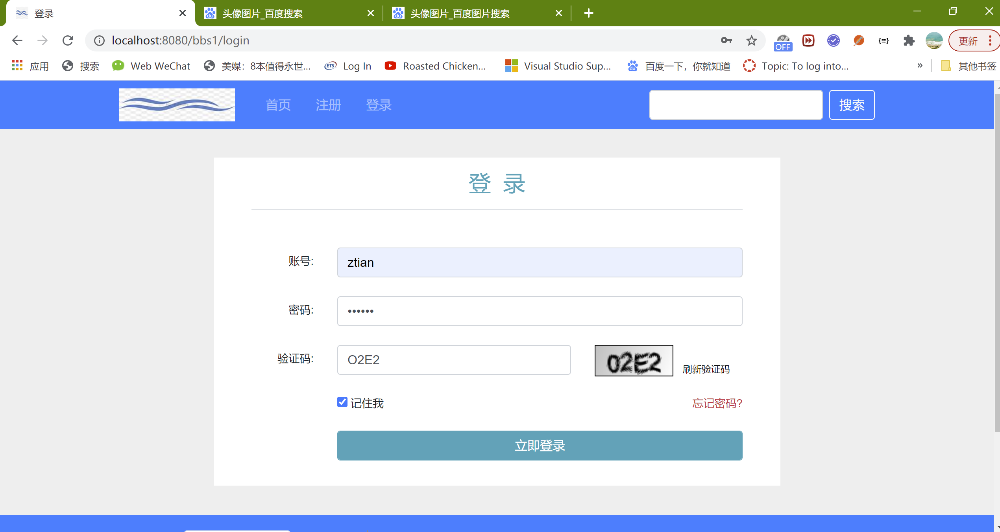 登录
头像图片_百度搜索
头像图片_百度图片搜索
localhost:8080/bbs1/login
OFF
更新
应用
搜索
Web WeChat
美媒：8本值得永世...
ETS
Log In
Roasted Chicken...
Visual Studio Sup...
du
百度一下，你就知道
Topic: To log into...
»
其他书签
首页
注册
登录
搜索
登 录
账号:
ztian
密码:
••••••
验证码:
O2E2
02E2
刷新验证码
记住我
忘记密码?
立即登录